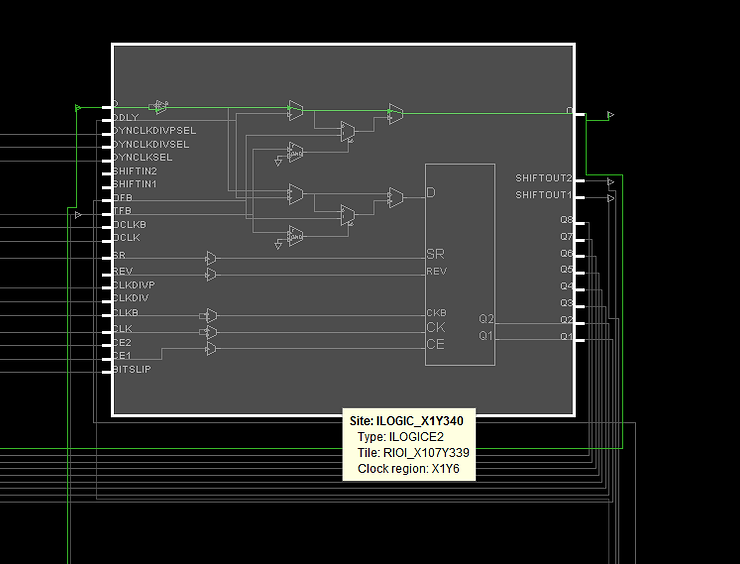 D
DDLY
DYNCLKDIVPSEL
DYNCLKDIVSEL
DYNCLKSEL
SHIFTIN2
SHIFTIN1
OFB
TFB
OCLKB
OCLK
SR
REV
CLKDIVP
CLKDIV
CLKB
CLK
CE2
CE1
BITSLIP
D
SR
REV
CKB
CK
CE
Q2
Q1
O
SHIFTOUT2
SHIFTOUT1
Q8
Q7
Q6
Q5
Q4
Q3
Q2
Q1
Site: ILOGIC_X1Y340
Type: ILOGICE2
Tile: RIOI_X107Y339
Clock region: X1Y6